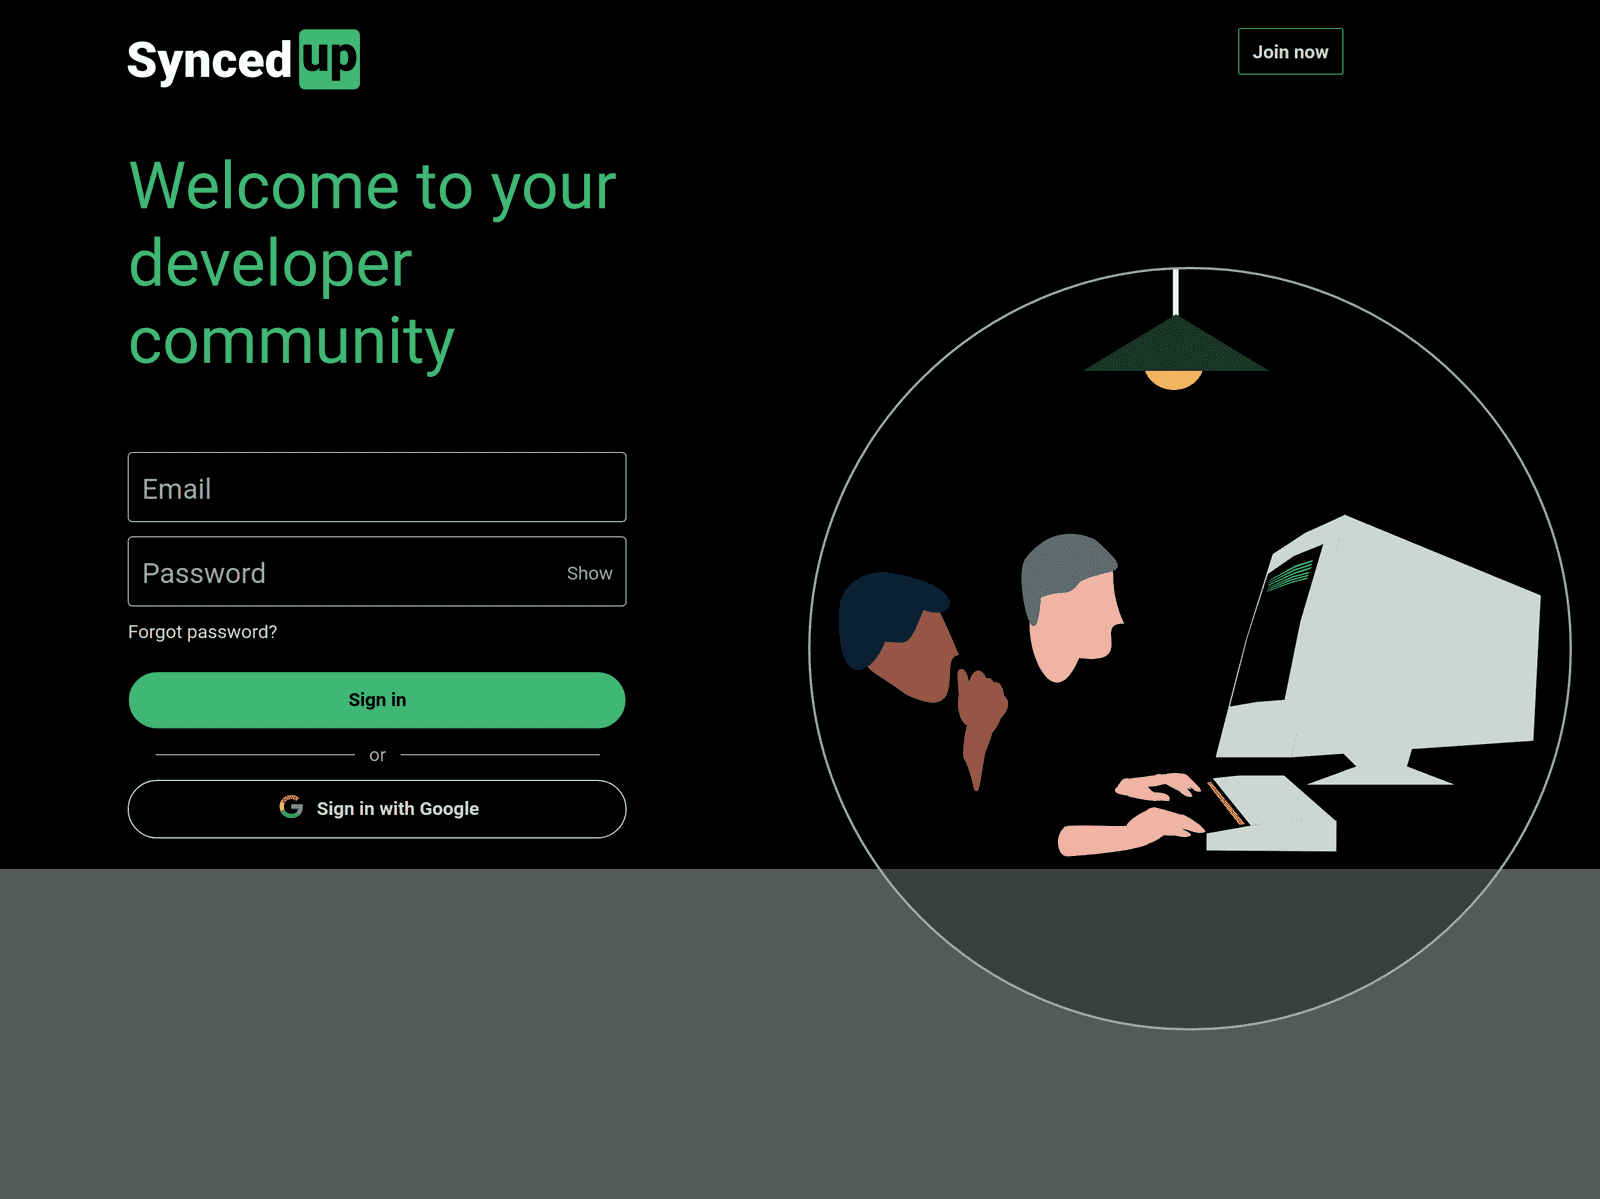 Synced up
Join now
Welcome to your
developer
community
Email
Password
Show
Forgot password?
Sign in
or
Sign in with Google